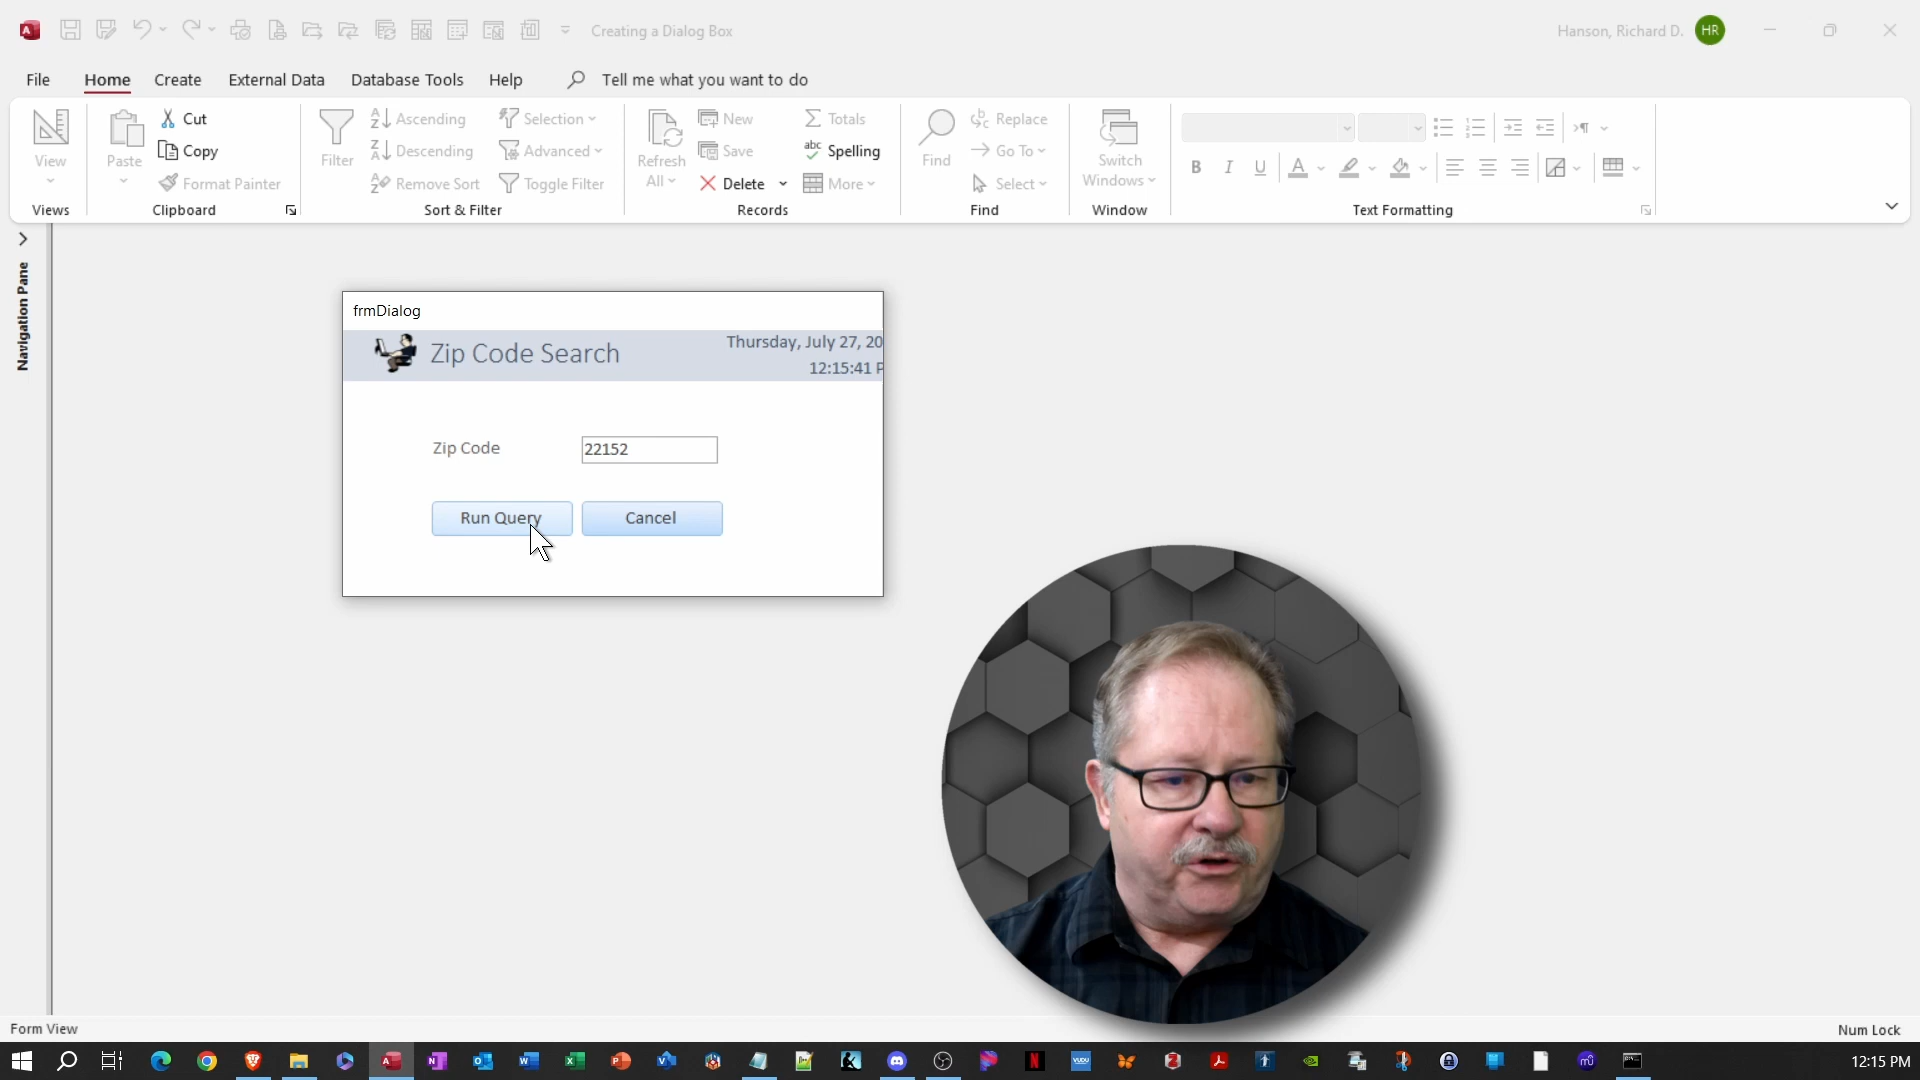 Creating a Dialog Box
Hanson, Richard D.
HR
File
Home
Create
External Data
Database Tools
Help
Tell me what you want to do
View
Views
Paste
Cut
Copy
Format Painter
Clipboard
Filter
Ascending
Descending
Remove Sort
Selection
Advanced
Toggle Filter
Sort & Filter
Refresh
All
New
Save
Delete
Totals
Spelling
More
Records
Find
Replace
Go To
Select
Find
Switch
Windows
Window
B I U A
Text Formatting
Navigation Pane
frmDialog
Zip Code Search
Thursday, July 27, 20
12:15:41 P
Zip Code
22152
Run Query
Cancel
Form View
Num Lock
12:15 PM